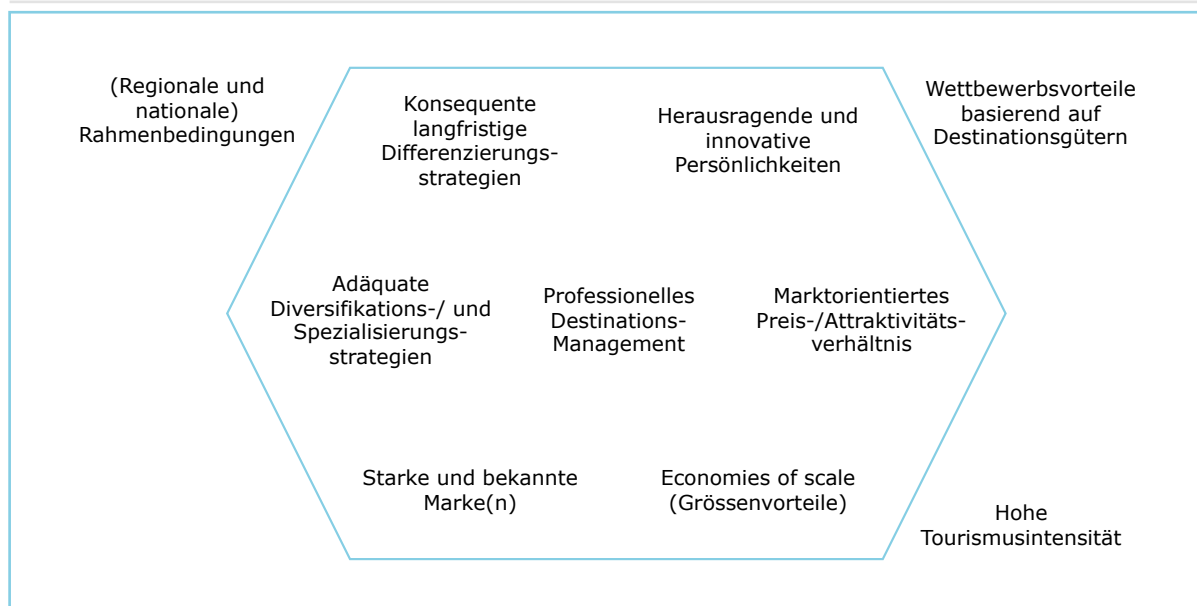 (Regionale und
nationale)
Rahmenbedingungen
Konsequente
langfristige
Differenzierungs-
strategien
Herausragende und
innovative
Persönlichkeiten
Wettbewerbsvorteile
basierend auf
Destinationsgütern
Adäquate
Diversifikations-/ und
Spezialisierungs-
strategien
Professionelles
Destinations-
Management
Marktorientiertes
Preis-/Attraktivitäts-
verhältnis
Starke und bekannte
Marke(n)
Economies of scale
(Grössenvorteile)
Hohe
Tourismusintensität